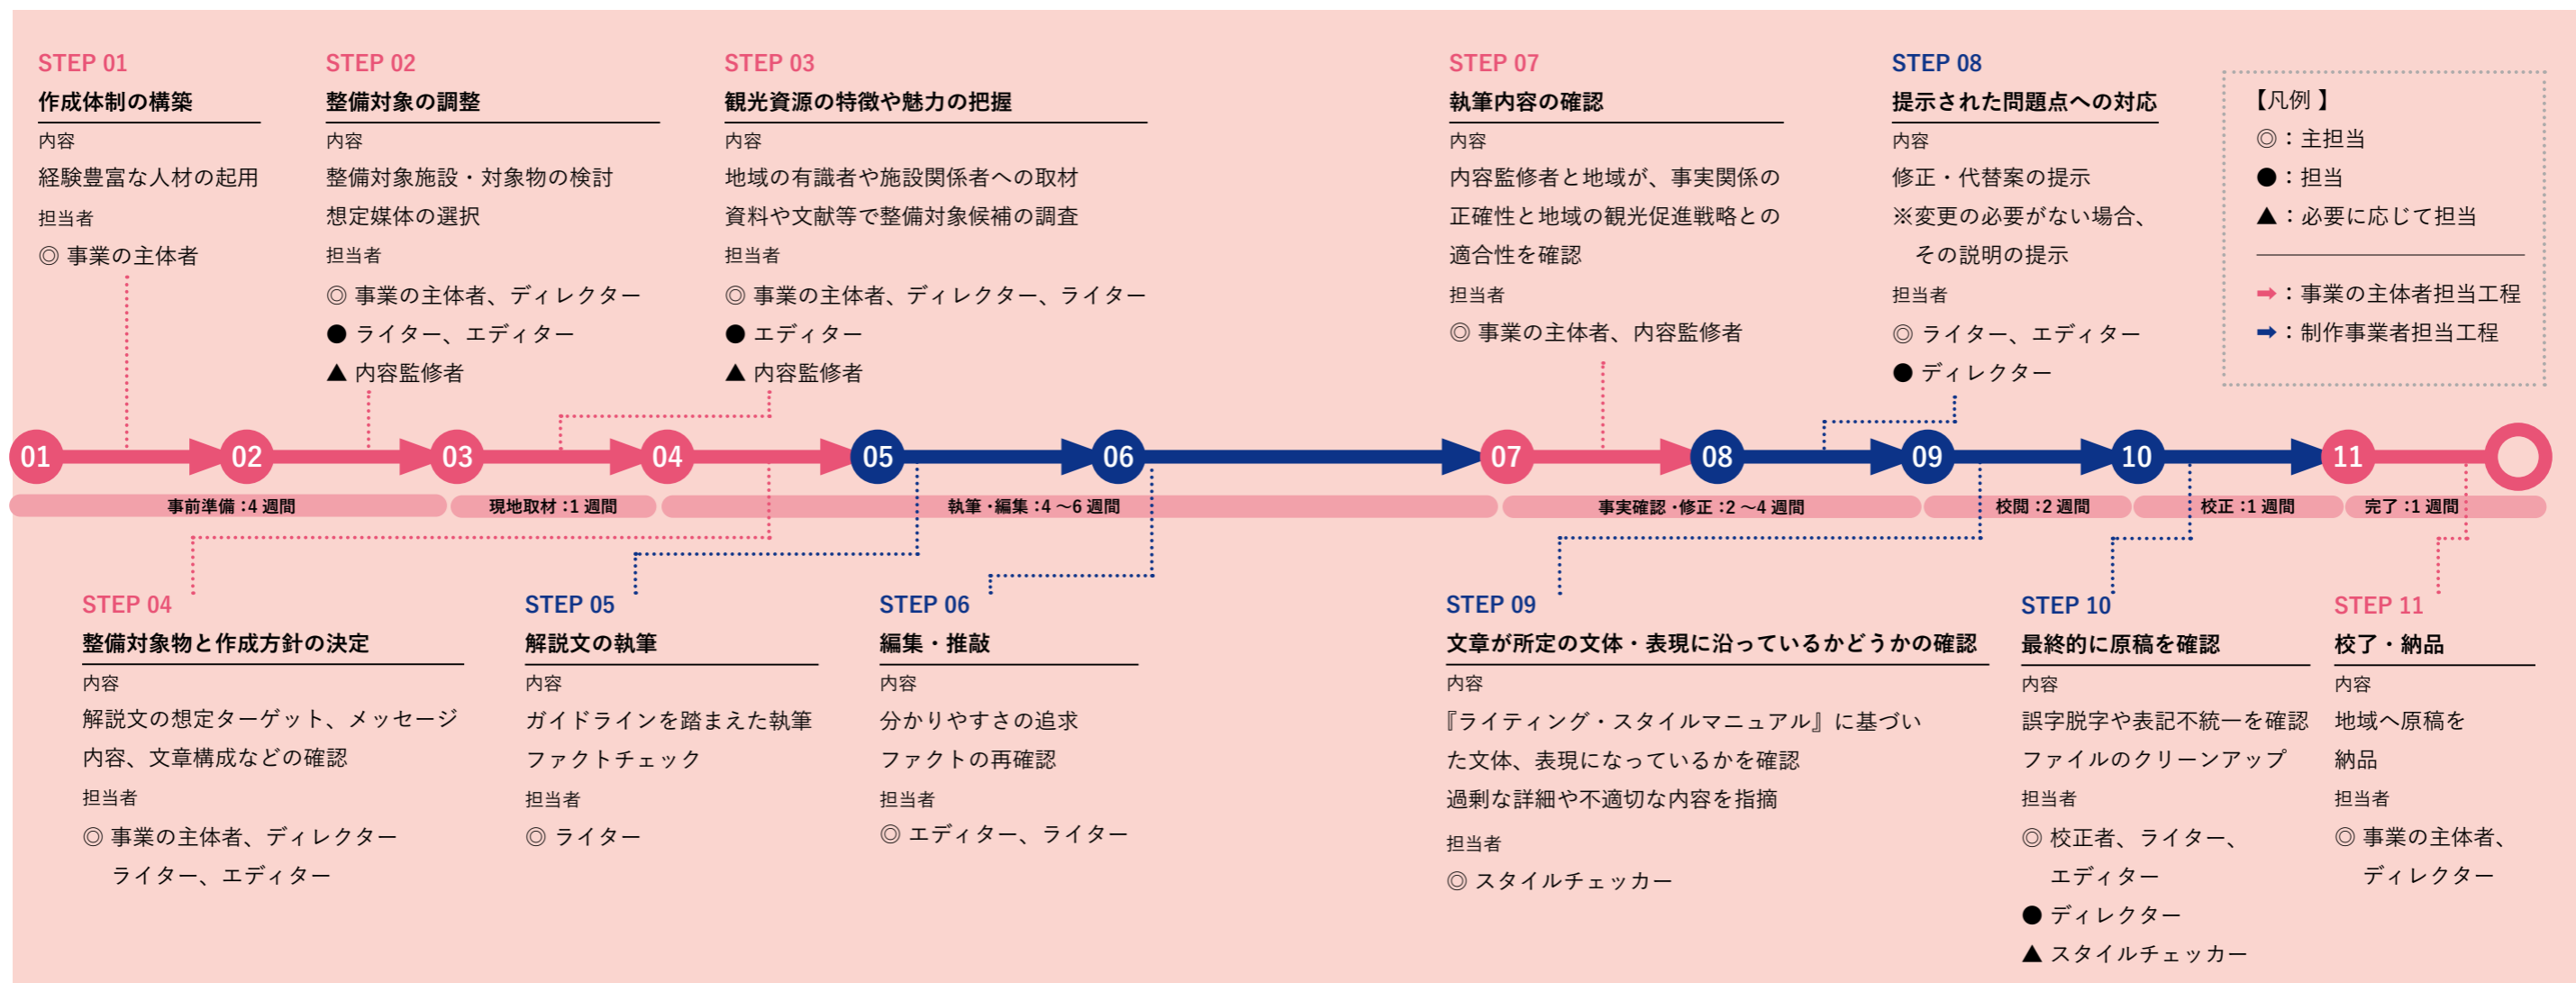 STEP 01
作成体制の構築
内容
経験豊富な人材の起用
担当者
◎ 事業の主体者
STEP 02
整備対象の調整
内容
整備対象施設・対象物の検討
想定媒体の選択
担当者
◎ 事業の主体者、ディレクター
● ライター、エディター
▲ 内容監修者
STEP 03
観光資源の特徴や魅力の把握
内容
地域の有識者や施設関係者への取材
資料や文献等で整備対象候補の調査
担当者
◎ 事業の主体者、ディレクター、ライター
● エディター
▲ 内容監修者
STEP 07
執筆内容の確認
内容
内容監修者と地域が、事実関係の
正確性と地域の観光促進戦略との
適合性を確認
担当者
◎ 事業の主体者、内容監修者
STEP 08
提示された問題点への対応
内容
修正・代替案の提示
※変更の必要がない場合、
その説明の提示
担当者
◎ ライター、エディター
● ディレクター
【凡例 】
◎：主担当
●：担当
▲：必要に応じて担当
➡：事業の主体者担当工程
➡：制作事業者担当工程
01 02 03 04 05 06 07 08 09 10 11
事前準備：4 週間
現地取材：1 週間
執筆・編集：4 ～6 週間
事実確認・修正：2 ～4 週間
校閲：2 週間
校正：1 週間
完了：1 週間
STEP 04
整備対象物と作成方針の決定
内容
解説文の想定ターゲット、メッセージ
内容、文章構成などの確認
担当者
◎ 事業の主体者、ディレクター
ライター、エディター
STEP 05
解説文の執筆
内容
ガイドラインを踏まえた執筆
ファクトチェック
担当者
◎ ライター
STEP 06
編集・推敲
内容
分かりやすさの追求
ファクトの再確認
担当者
◎ エディター、ライター
STEP 09
文章が所定の文体・表現に沿っているかどうかの確認
内容
『ライティング・スタイルマニュアル』に基づい
た文体、表現になっているかを確認
過剰な詳細や不適切な内容を指摘
担当者
◎ スタイルチェッカー
STEP 10
最終的に原稿を確認
内容
誤字脱字や表記不統一を確認
ファイルのクリーンアップ
担当者
◎ 校正者、ライター、
エディター
● ディレクター
▲ スタイルチェッカー
STEP 11
校了・納品
内容
地域へ原稿を
納品
担当者
◎ 事業の主体者、
ディレクター